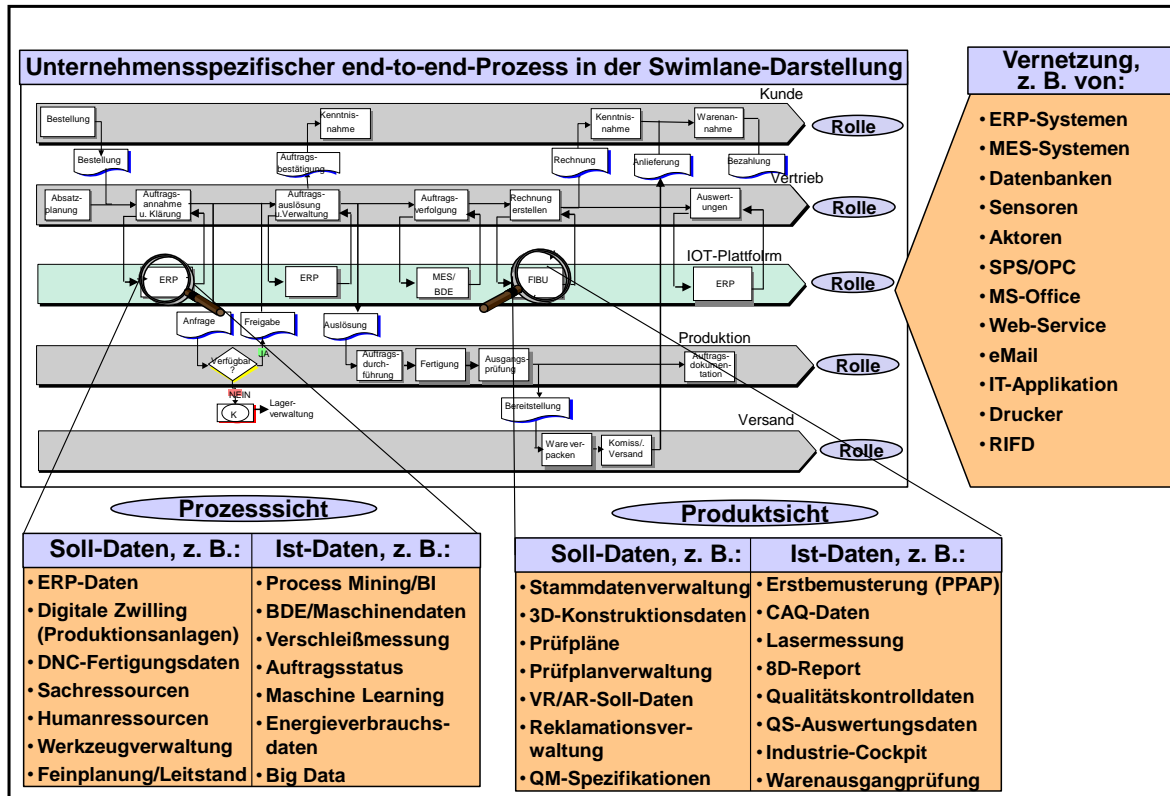 Unternehmensspezifischer end-to-end-Prozess in der Swimlane-Darstellung
Kunde
Bestellung
Kenntnis-
nahme
Kenntnis-
nahme
Warenan-
nahme
Rolle
Bestellung
Auftrags-
bestätigung
Rechnung
Anlieferung
Bezahlung
Vertrieb
Absatz-
planung
Auftrags-
annahme
u. Klärung
Auftrags-
auslösung
u.Verwaltung
Auftrags-
verfolgung
Rechnung
erstellen
Auswert-
ungen
Rolle
IOT-Plattfolrm
ERP
ERP
MES/
BDE
FIBU
ERP
Rolle
Anfrage
Freigabe
Auslösung
Produktion
Verfügbar
?
JA
NEIN
K
Lager-
verwaltung
Auftrags-
durch-
führung
Fertigung
Ausgangs-
prüfung
Auftrags-
dokumen-
tation
Rolle
Bereitstellung
Versand
Ware ver-
packen
Komiss/.
Versand
Rolle
Vernetzung,
z. B. von:
• ERP-Systemen
• MES-Systemen
• Datenbanken
• Sensoren
• Aktoren
• SPS/OPC
• MS-Office
• Web-Service
• eMail
• IT-Applikation
• Drucker
• RIFD
Prozesssicht
Soll-Daten, z. B.:
• ERP-Daten
• Digitale Zwilling
(Produktionsanlagen)
• DNC-Fertigungsdaten
• Sachressourcen
• Humanressourcen
• Werkzeugverwaltung
• Feinplanung/Leitstand
Ist-Daten, z. B.:
• Process Mining/BI
• BDE/Maschinendaten
• Verschleißmessung
• Auftragsstatus
• Maschine Learning
• Energieverbrauchs-
daten
• Big Data
Produktsicht
Soll-Daten, z. B.:
• Stammdatenverwaltung
• 3D-Konstruktionsdaten
• Prüfpläne
• Prüfplanverwaltung
• VR/AR-Soll-Daten
• Reklamationsver-
waltung
• QM-Spezifikationen
Ist-Daten, z. B.:
• Erstbemusterung (PPAP)
• CAQ-Daten
• Lasermessung
• 8D-Report
• Qualitätskontrolldaten
• QS-Auswertungsdaten
• Industrie-Cockpit
• Warenausgangprüfung